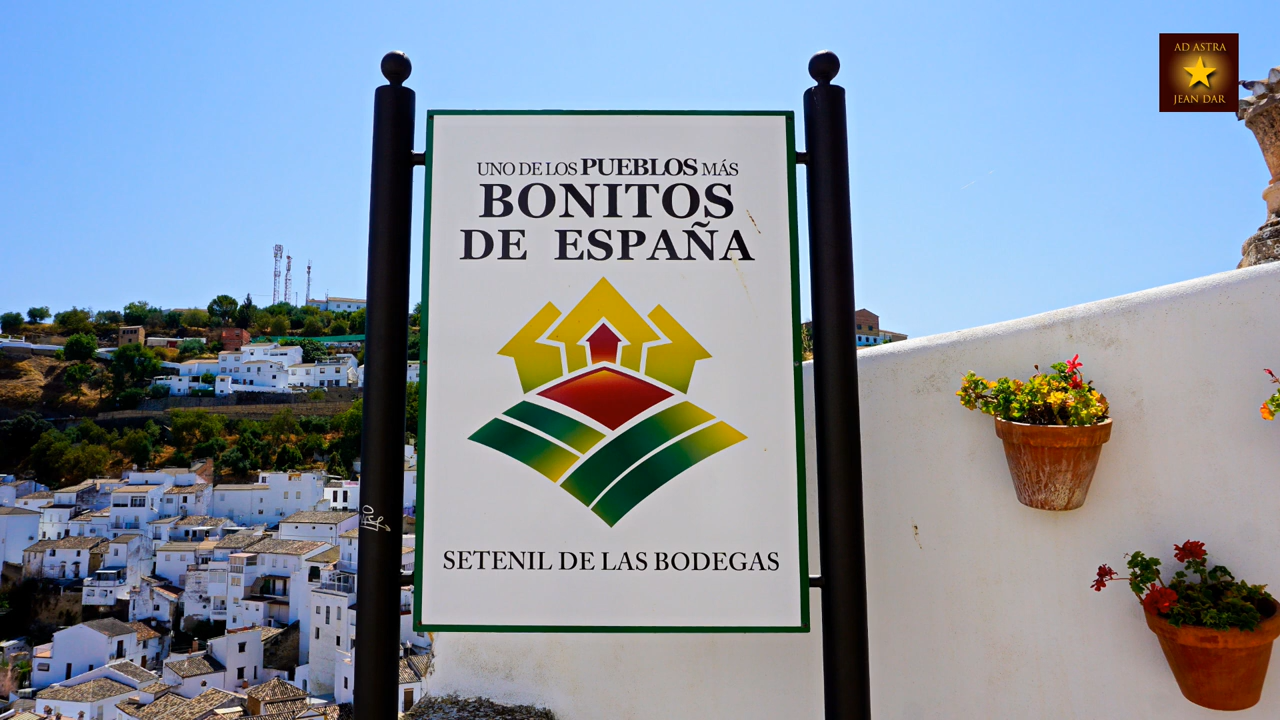 AD ASTRA
JEAN DAR
UNO DE LOS PUEBLOS MÁS
BONITOS
DE ESPAÑA
SETENIL DE LAS BODEGAS